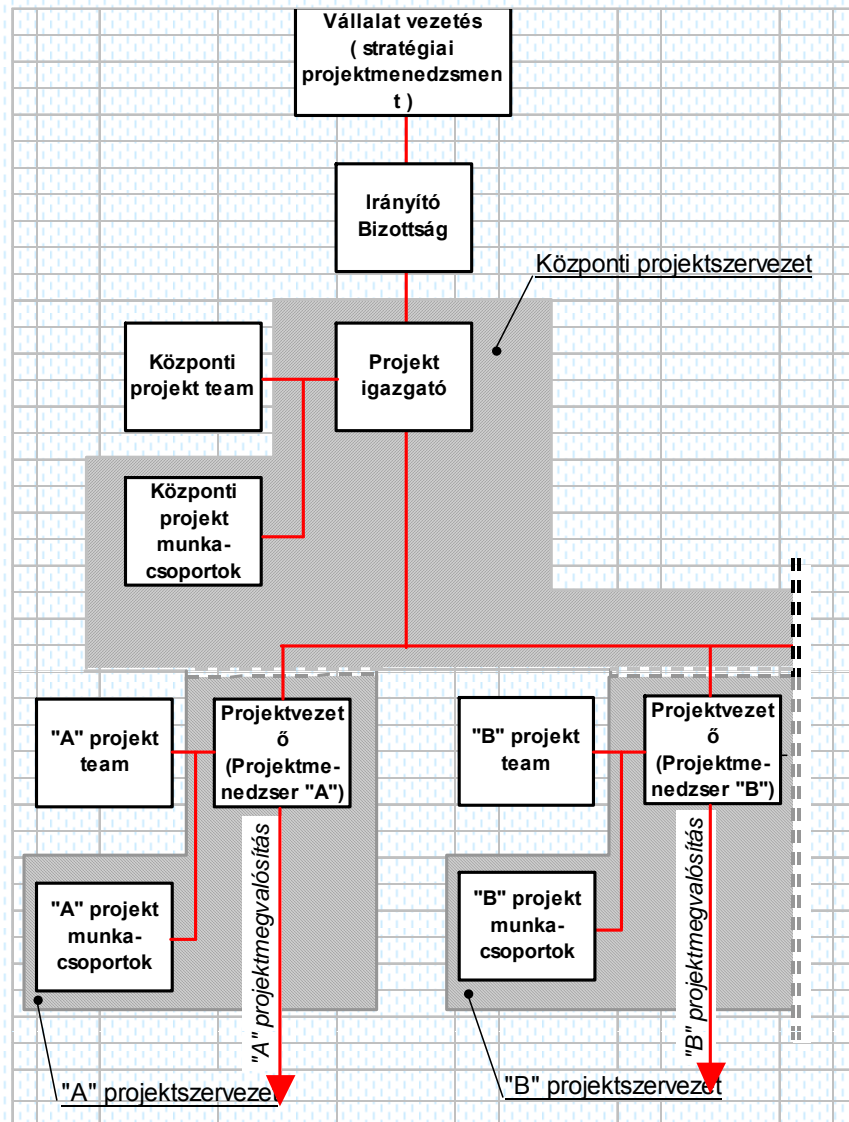 Vállalat vezetés
( stratégiai
projektmenedzsmen
t )
Irányító
Bizottság
Központi projektszervezet
Központi
projekt team
Projekt
igazgató
Központi
projekt
munka-
csoportok
"A" projekt
team
Projektvezet
ő
(Projektme-
nedzser "A")
"B" projekt
team
Projektvezet
ő
(Projektme-
nedzser "B")
"A" projekt
munka-
csoportok
"A" projektmegvalósítás
"B" projekt
munka-
csoportok
"B" projektmegvalósítás
"A" projektszervezet
"B" projektszervezet